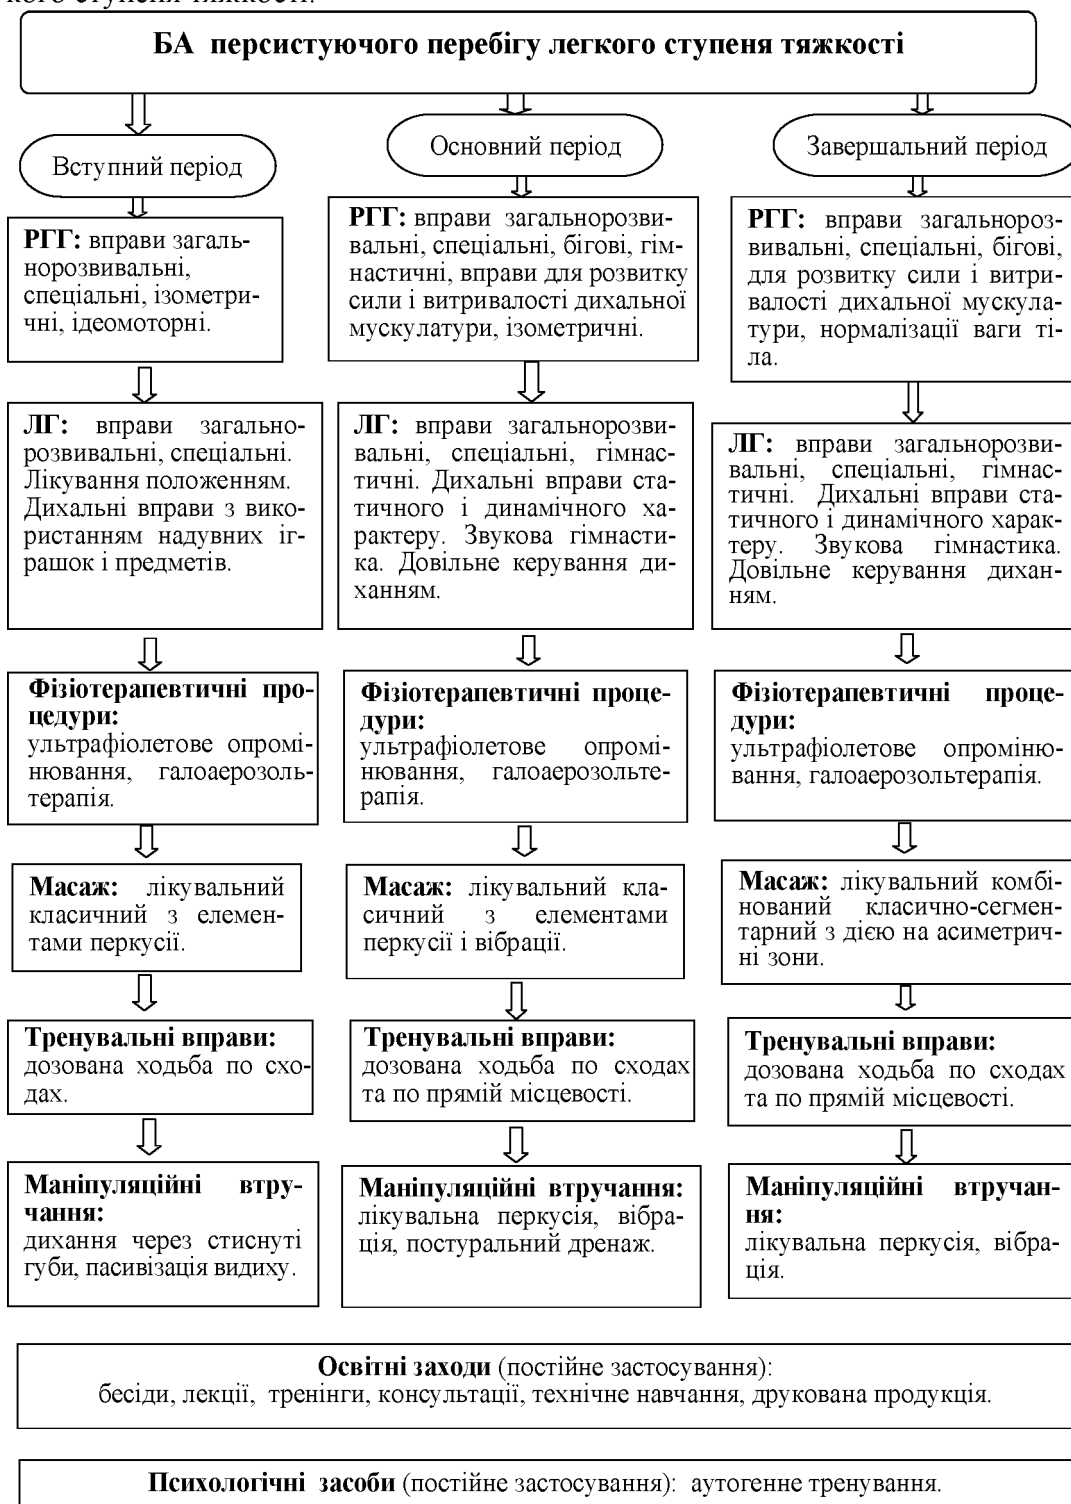 кого ступеня тяжкості.
БА персистуючого перебігу легкого ступеня тяжкості
Вступний період
РГГ: вправи загаль-
норозвивальні,
спеціальні, ізометри-
чні, ідеомоторні.
ЛГ: вправи загально-
розвивальні, спеціальні.
Лікування положенням.
Дихальні вправи з вико-
ристанням надувних іг-
рашок і предметів.
Фізіотерапевтичні про-
цедури:
ультрафіолетове опромі-
нювання, галоаерозоль-
терапія.
Масаж: лікувальний
класичний з елемен-
тами перкусії.
Тренувальні вправи:
дозована ходьба по схо-
дах.
Маніпуляційні втру-
чання:
дихання через стиснуті
губи, пасивізація видиху.
Основний період
РГГ: вправи загальнорозви-
вальні, спеціальні, бігові, гім-
настичні, вправи для розвитку
сили і витривалості дихальної
мускулатури, ізометричні.
ЛГ: вправи загальнорозви-
вальні, спеціальні, гімнас-
тичні. Дихальні вправи ста-
тичного і динамічного ха-
рактеру. Звукова гімнасти-
ка. Довільне керування ди-
ханням.
Фізіотерапевтичні проце-
дури:
ультрафіолетове опромі-
нювання, галоаерозольте-
рапія.
Масаж: лікувальний кла-
сичний з елементами
перкусії і вібрації.
Тренувальні вправи:
дозована ходьба по сходах
та по прямій місцевості.
Маніпуляційні втручання:
лікувальна перкусія, вібра-
ція, постуральний дренаж.
Завершальний період
РГГ: вправи загальнороз-
вивальні, спеціальні, бігові,
для розвитку сили і витри-
валості дихальної мускула-
тури, нормалізації ваги ті-
ла.
ЛГ: вправи загальнорозви-
вальні, спеціальні, гімнас-
тичні. Дихальні вправи ста-
тичного і динамічного харак-
теру. Звукова гімнастика.
Довільне керування дихан-
ням.
Фізіотерапевтичні проце-
дури:
ультрафіолетове опроміню-
вання, галоаерозольтерапія.
Масаж: лікувальний комбі-
нований класично-сегмен-
тарний з дією на асиметрич-
ні зони.
Тренувальні вправи:
дозована ходьба по сходах
та по прямій місцевості.
Маніпуляційні втручан-
ня:
лікувальна перкусія, вібра-
ція.
Освітні заходи (постійне застосування):
бесіди, лекції, тренінги, консультації, технічне навчання, друкована продукція.
Психологічні засоби (постійне застосування): аутогенне тренування.